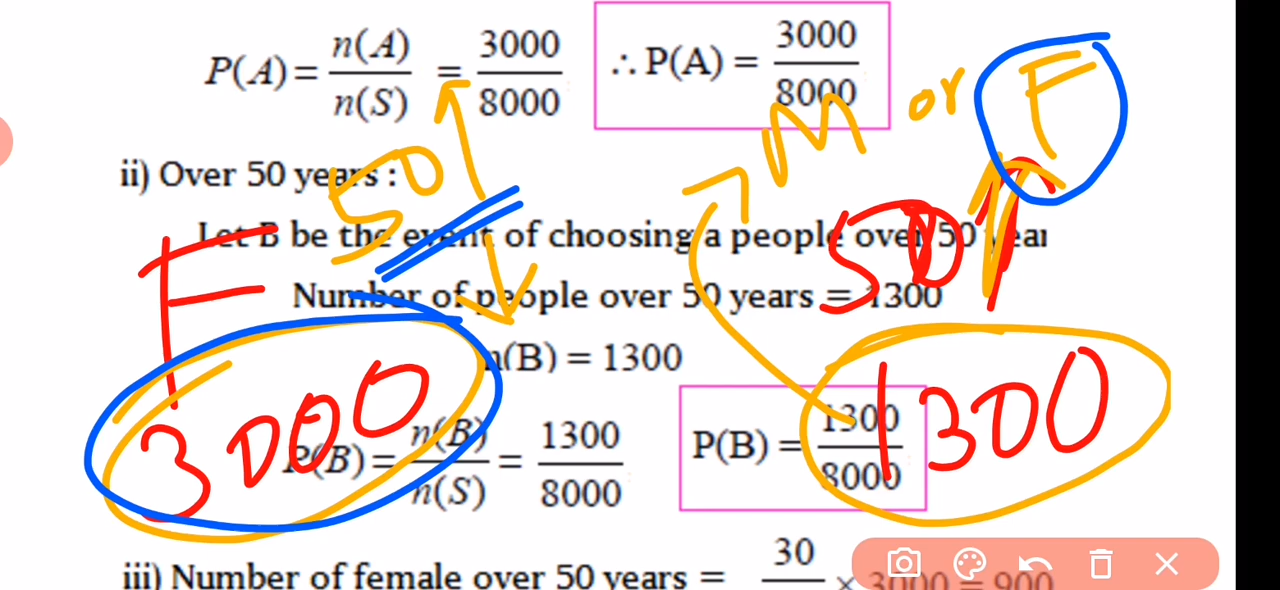 P(A) = n(A)/n(S) = 3000/8000 ∴ P(A) = 3000/8000
M or F
ii) Over 50 years :
50
Let B be the event of choosing a people over 50 year
F 50
Number of people over 50 years = 1300
n(B) = 1300
3000 1300
P(B) = n(B)/n(S) = 1300/8000 P(B) = 1300/8000
iii) Number of female over 50 years = 30/ × 3000 = 900